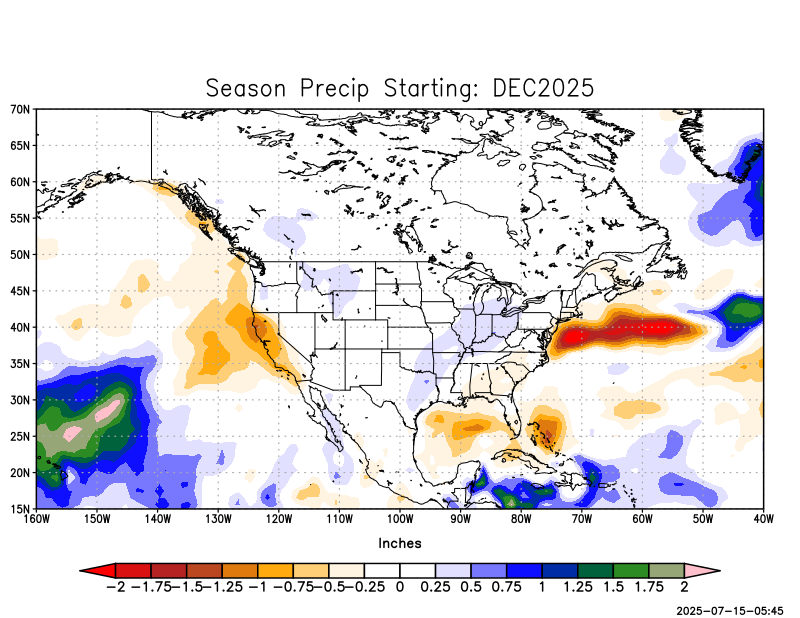 Season Precip Starting: DEC2025
70N
65N
60N
55N
50N
45N
40N
35N
30N
25N
20N
15N
160W 150W 140W 130W 120W 110W 100W 90W 80W 70W 60W 50W 40W
Inches
-2 -1.75 -1.5 -1.25 -1 -0.75 -0.5 -0.25 0 0.25 0.5 0.75 1 1.25 1.5 1.75 2
2025-07-15-05:45